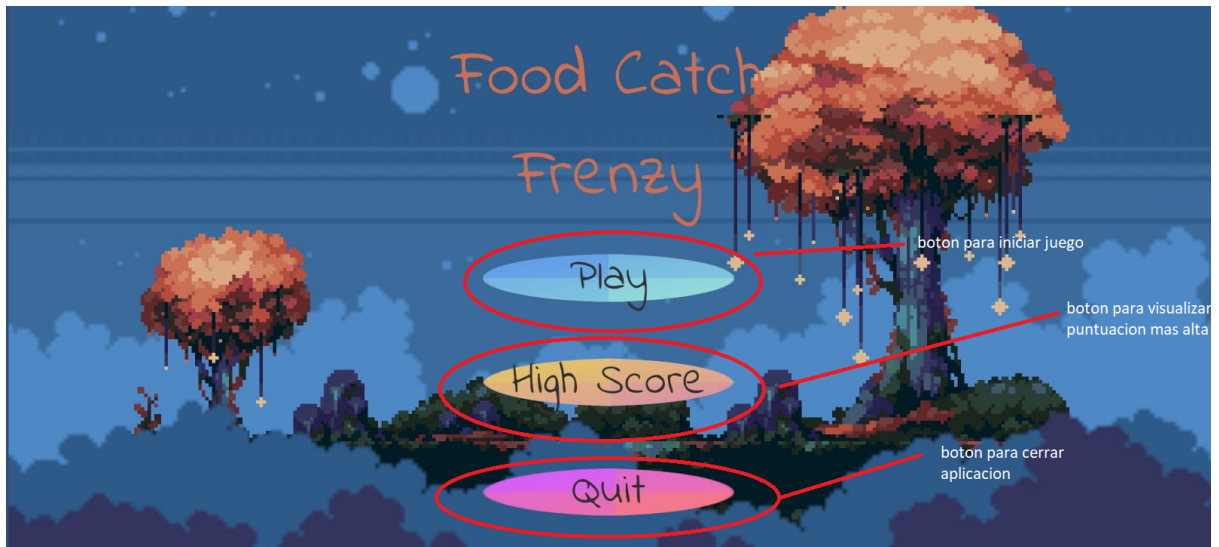 Food Catch
Frenzy
Play
boton para iniciar juego
High Score
boton para visualizar
puntuacion mas alta
Quit
boton para cerrar
aplicacion